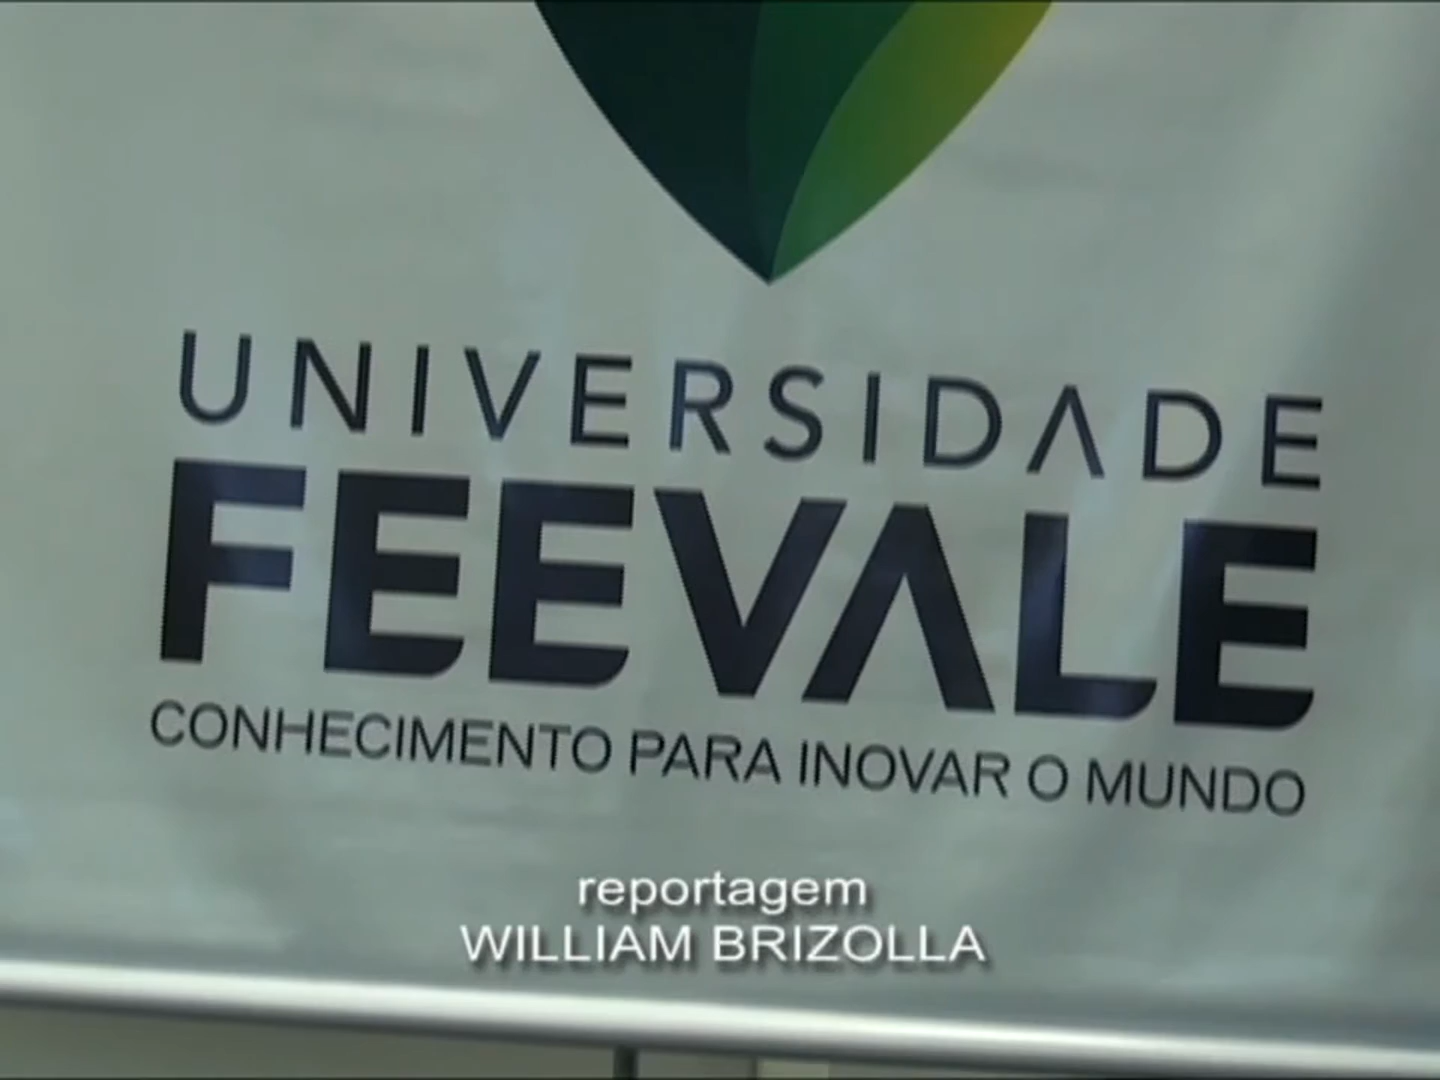 UNIVERSIDADE
FEEVALE
CONHECIMENTO PARA INOVAR O MUNDO
reportagem
WILLIAM BRIZOLLA